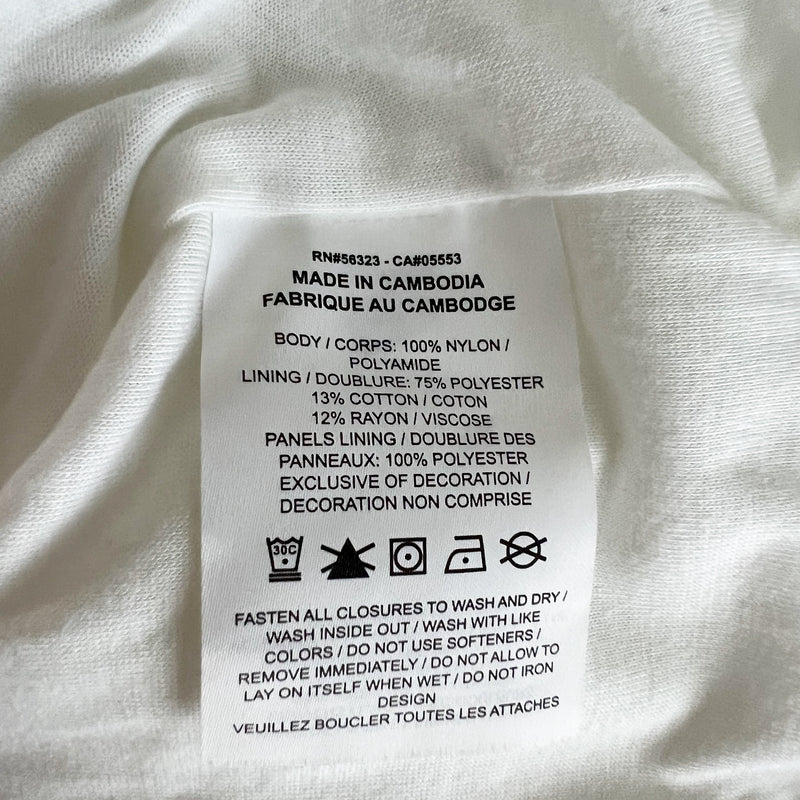 RN#56323 - CA#05553
MADE IN CAMBODIA
FABRIQUE AU CAMBODGE
BODY / CORPS: 100% NYLON /
POLYAMIDE
LINING / DOUBLURE: 75% POLYESTER
13% COTTON / COTON
12% RAYON / VISCOSE
PANELS LINING / DOUBLURE DES
PANNEAUX: 100% POLYESTER
EXCLUSIVE OF DECORATION /
DECORATION NON COMPRISE
30C
FASTEN ALL CLOSURES TO WASH AND DRY /
WASH INSIDE OUT / WASH WITH LIKE
COLORS / DO NOT USE SOFTENERS /
REMOVE IMMEDIATELY / DO NOT ALLOW TO
LAY ON ITSELF WHEN WET / DO NOT IRON
DESIGN
VEUILLEZ BOUCLER TOUTES LES ATTACHES